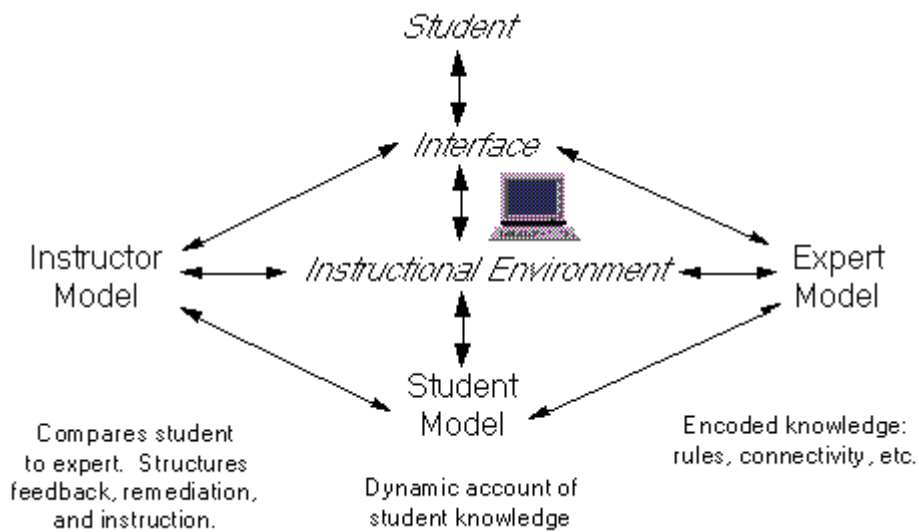 Student
Interface
Instructor
Model
Instructional Environment
Expert
Model
Student
Model
Compares student
to expert. Structures
feedback, remediation,
and instruction.
Dynamic account of
student knowledge
Encoded knowledge:
rules, connectivity, etc.